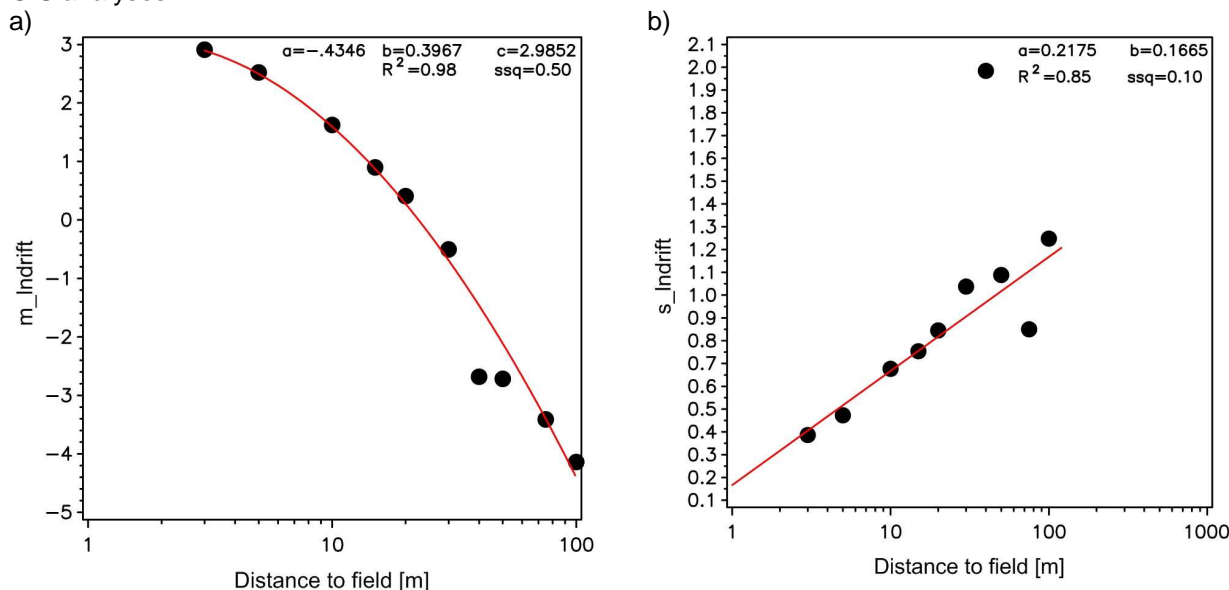 a)
a=−.4346 b=0.3967 c=2.9852
R²=0.98 ssq=0.50
3
2
1
0
−1
−2
−3
−4
−5
m_lndrift
1 10 100
Distance to field [m]
b)
a=0.2175 b=0.1665
R²=0.85 ssq=0.10
2.1
2.0
1.9
1.8
1.7
1.6
1.5
1.4
1.3
1.2
1.1
1.0
0.9
0.8
0.7
0.6
0.5
0.4
0.3
0.2
0.1
s_lndrift
1 10 100 1000
Distance to field [m]